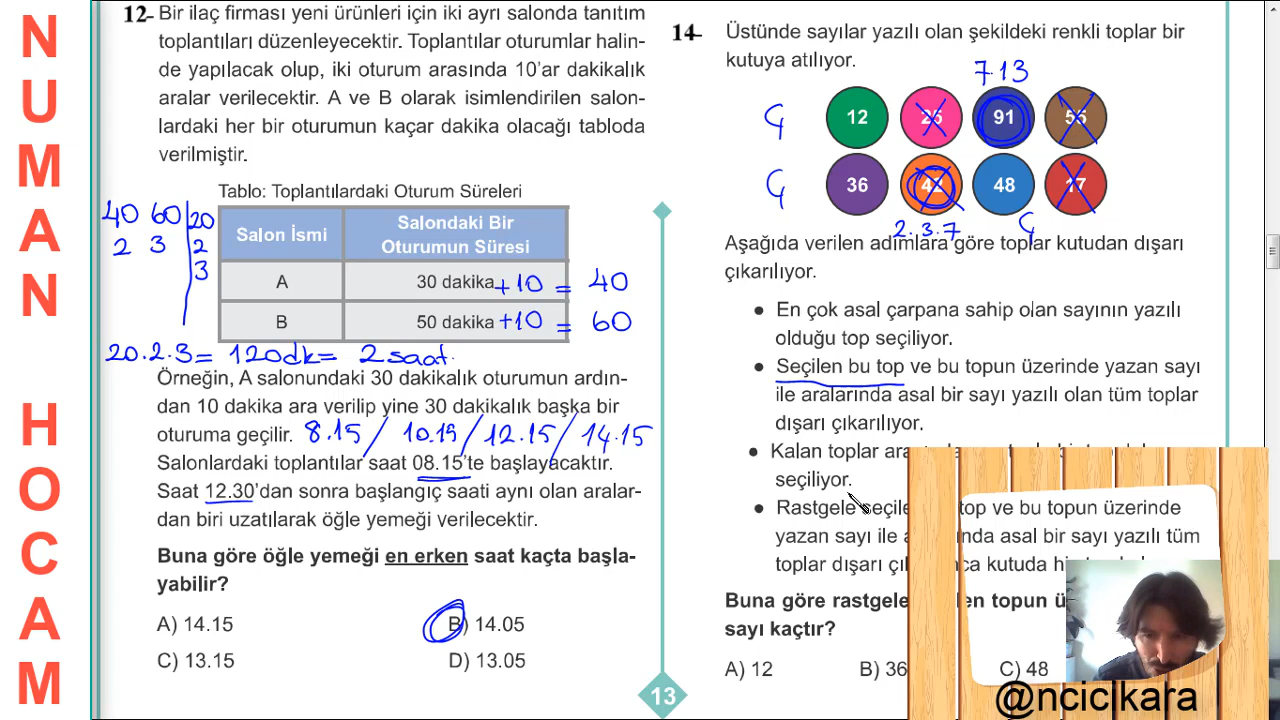 NUMAN HOCAM
12- Bir ilaç firması yeni ürünleri için iki ayrı salonda tanıtım
toplantıları düzenleyecektir. Toplantılar oturumlar halin-
de yapılacak olup, iki oturum arasında 10'ar dakikalık
aralar verilecektir. A ve B olarak isimlendirilen salon-
lardaki her bir oturumun kaçar dakika olacağı tabloda
verilmiştir.
Tablo: Toplantılardaki Oturum Süreleri
Salon İsmi
Salondaki Bir
Oturumun Süresi
A 30 dakika +10 = 40
B 50 dakika +10 = 60
40 60 20
2 3 2
3
20.2.3= 120dk= 2saat
Örneğin, A salonundaki 30 dakikalık oturumun ardın-
dan 10 dakika ara verilip yine 30 dakikalık başka bir
oturuma geçilir. 8.15 / 10.15 / 12.15 / 14.15
Salonlardaki toplantılar saat 08.15'te başlayacaktır.
Saat 12.30'dan sonra başlangıç saati aynı olan aralar-
dan biri uzatılarak öğle yemeği verilecektir.
Buna göre öğle yemeği en erken saat kaçta başla-
yabilir?
A) 14.15 B) 14.05
C) 13.15 D) 13.05
13
14- Üstünde sayılar yazılı olan şekildeki renkli toplar bir
kutuya atılıyor.
7.13
Ç 12 91
Ç 36 48 17
2.3.7 Ç
Aşağıda verilen adımlara göre toplar kutudan dışarı
çıkarılıyor.
● En çok asal çarpana sahip olan sayının yazılı
olduğu top seçiliyor.
● Seçilen bu top ve bu topun üzerinde yazan sayı
ile aralarında asal bir sayı yazılı olan tüm toplar
dışarı çıkarılıyor.
● Kalan toplar
seçiliyor.
● Rastgele top ve bu topun üzerinde
yazan sayı ile asal bir sayı yazılı tüm
toplar dışarı kutuda
Buna göre rastgele topun
sayı kaçtır?
A) 12 B) 36 C) 48
@ncicikara